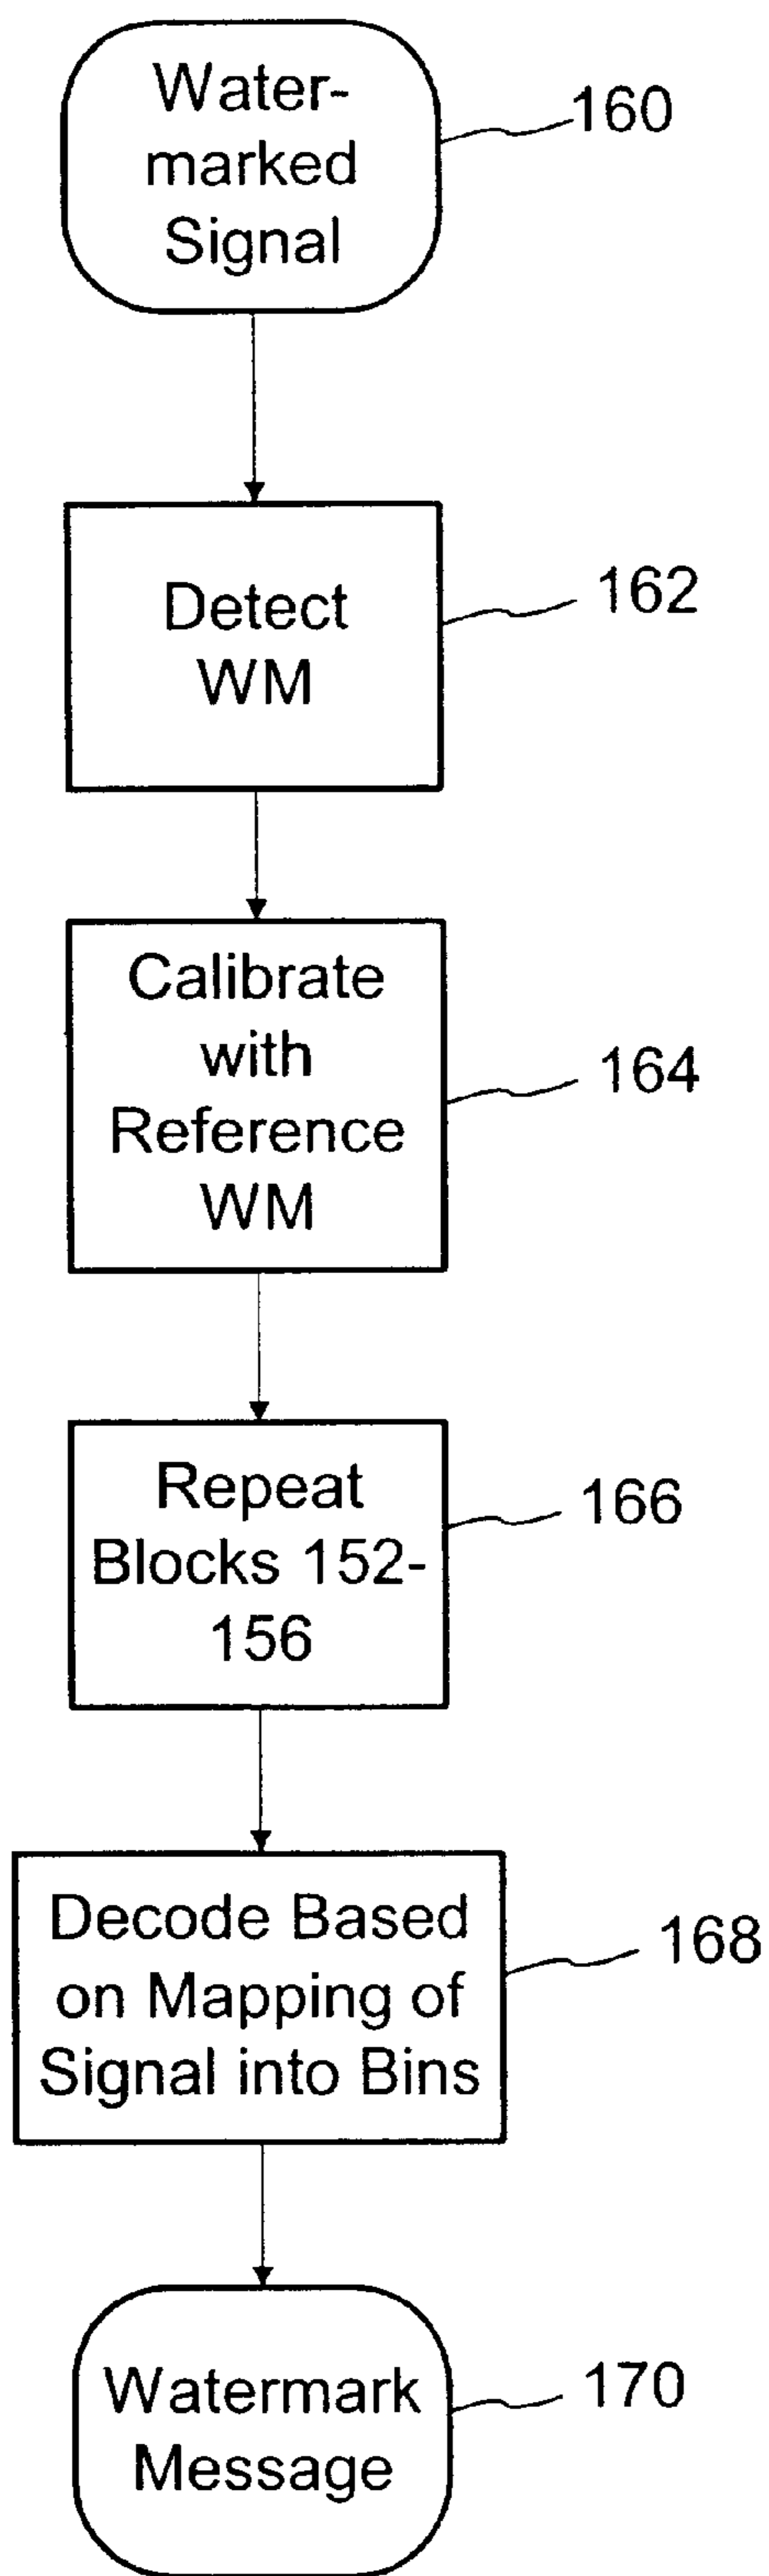 Water-
marked
Signal
160
Detect
WM
162
Calibrate
with
Reference
WM
164
Repeat
Blocks 152-
156
166
Decode Based
on Mapping of
Signal into Bins
168
Watermark
Message
170